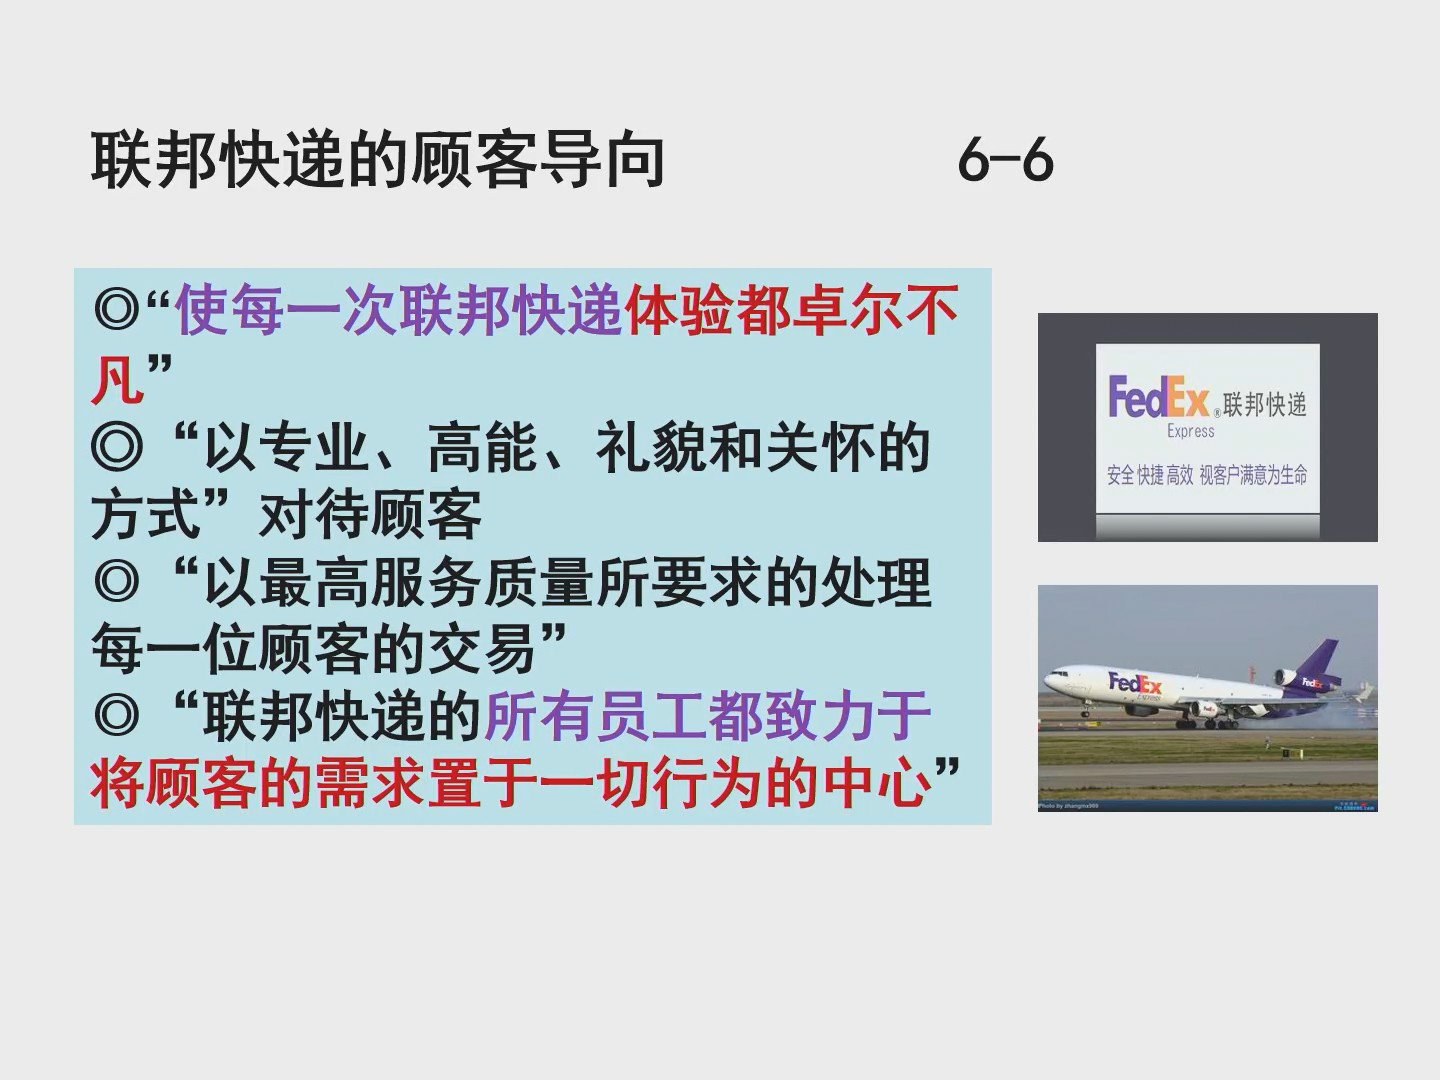 联邦快递的顾客导向 6-6
◎“使每一次联邦快递体验都卓尔不
凡”
◎“以专业、高能、礼貌和关怀的
方式”对待顾客
◎“以最高服务质量所要求的处理
每一位顾客的交易”
◎“联邦快递的所有员工都致力于
将顾客的需求置于一切行为的中心”
FedEx®联邦快递
Express
安全 快捷 高效 视客户满意为生命
FedEx
Express
FedEx
FedEx
Photo by zhangma989